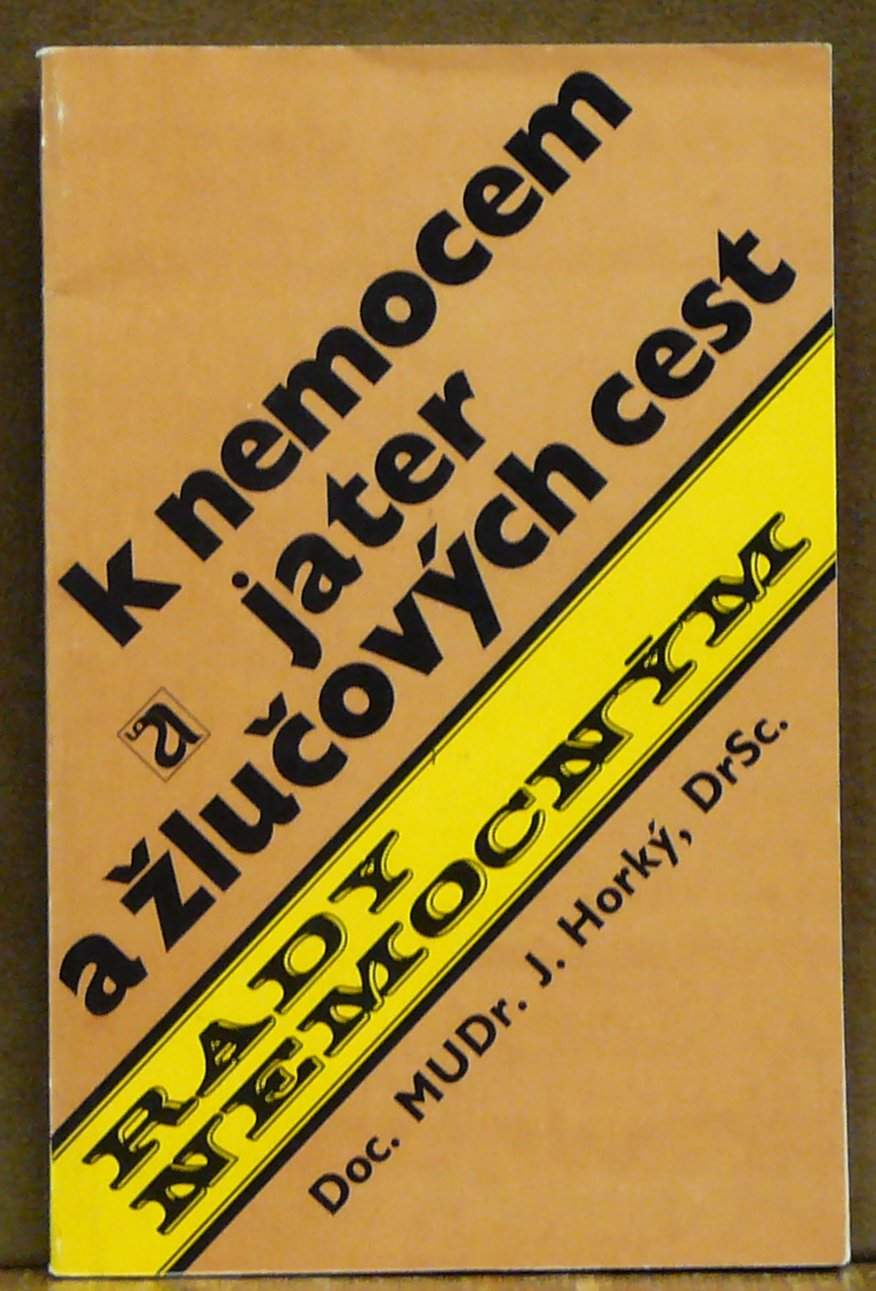 k nemocem
jater
a žlučových cest
RADY
NEMOCNÝM
Doc. MUDr. J. Horký, DrSc.